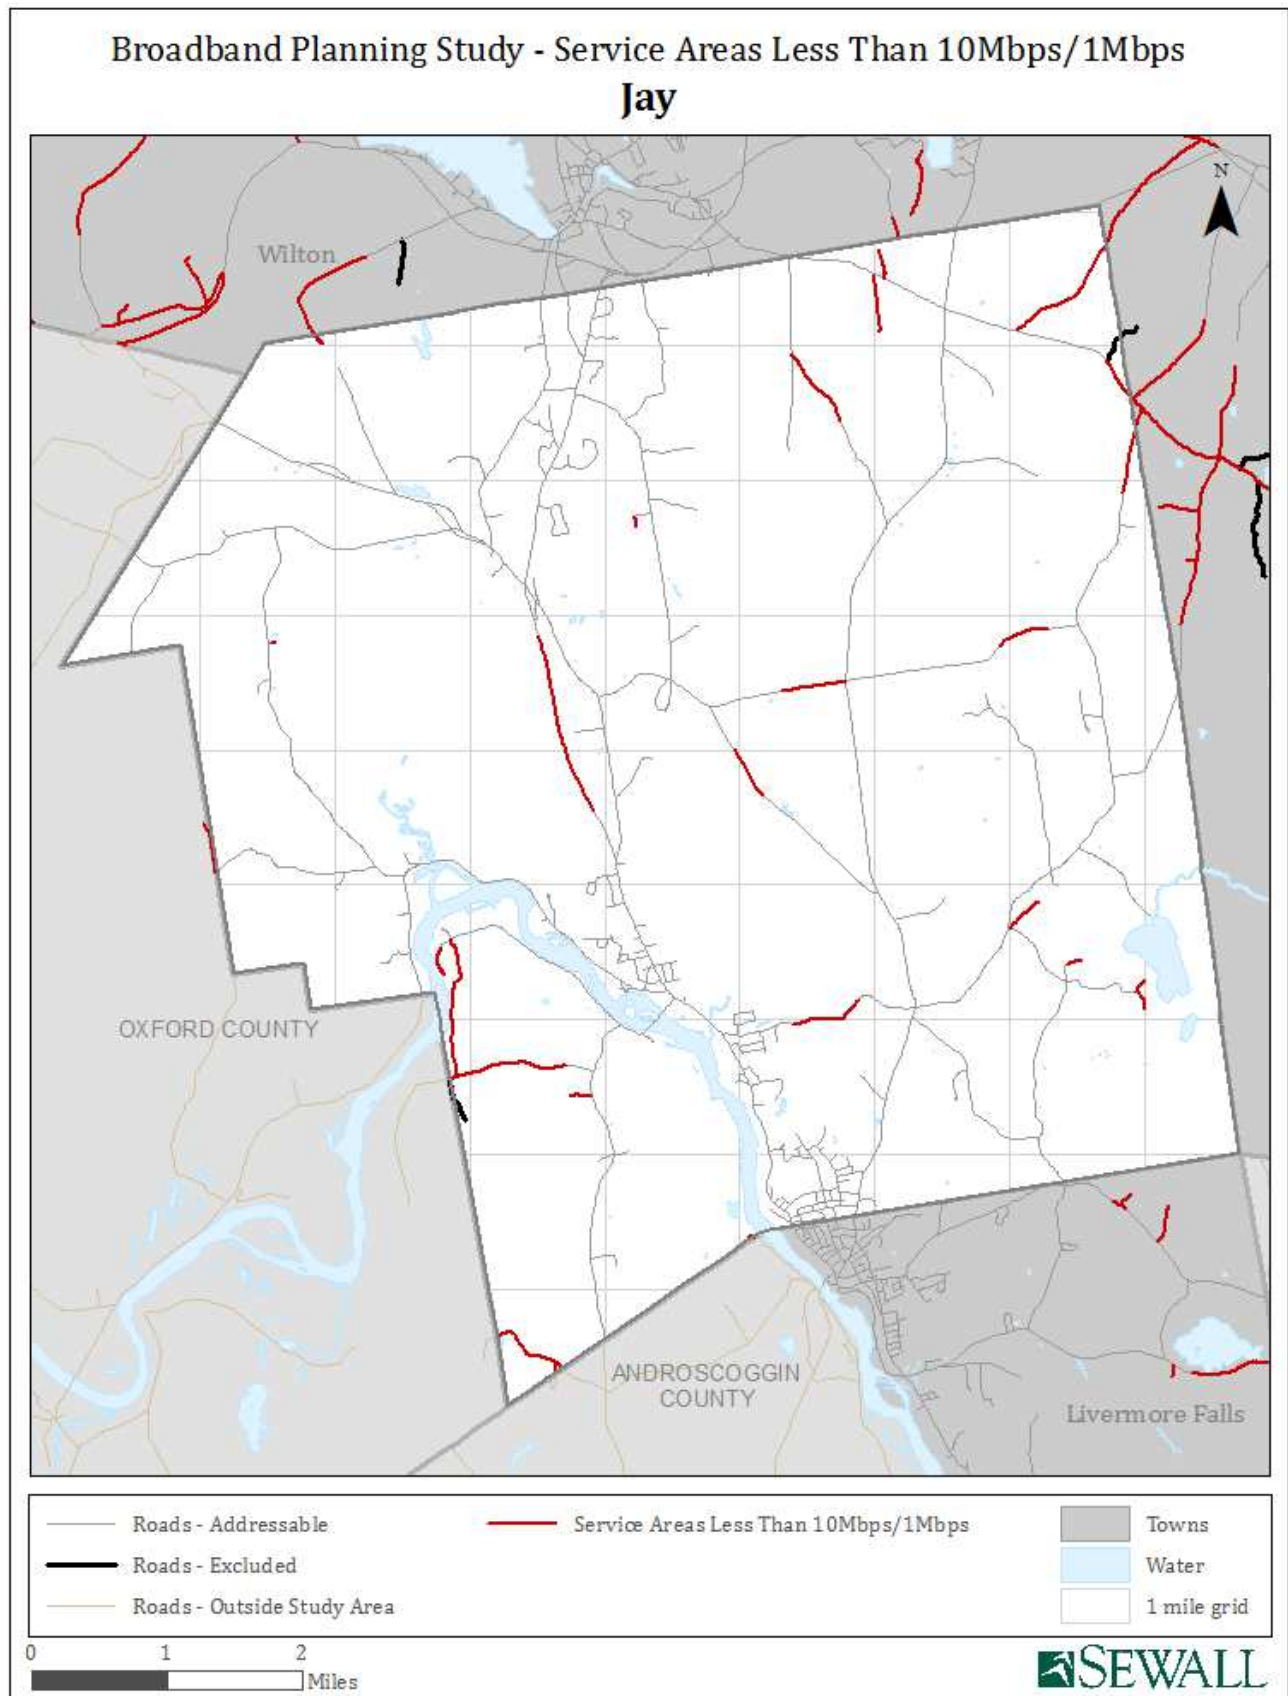 Broadband Planning Study - Service Areas Less Than 10Mbps/1Mbps
Jay
N
Wilton
OXFORD COUNTY
ANDROSCOGGIN
COUNTY
Livermore Falls
Roads - Addressable
Roads - Excluded
Roads - Outside Study Area
Service Areas Less Than 10Mbps/1Mbps
Towns
Water
1 mile grid
0 1 2
Miles
SEWALL